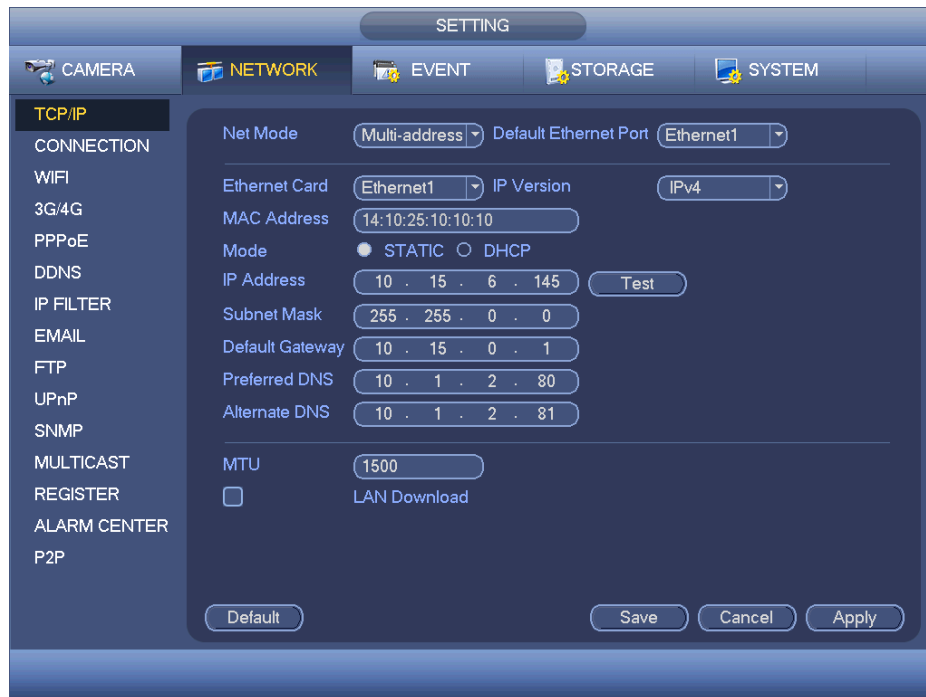 SETTING
CAMERA NETWORK EVENT STORAGE SYSTEM
TCP/IP
CONNECTION
WIFI
3G/4G
PPPoE
DDNS
IP FILTER
EMAIL
FTP
UPnP
SNMP
MULTICAST
REGISTER
ALARM CENTER
P2P
Net Mode Multi-address Default Ethernet Port Ethernet1
Ethernet Card Ethernet1 IP Version IPv4
MAC Address 14:10:25:10:10:10
Mode STATIC DHCP
IP Address 10 . 15 . 6 . 145 Test
Subnet Mask 255 . 255 . 0 . 0
Default Gateway 10 . 15 . 0 . 1
Preferred DNS 10 . 1 . 2 . 80
Alternate DNS 10 . 1 . 2 . 81
MTU 1500
LAN Download
Default Save Cancel Apply